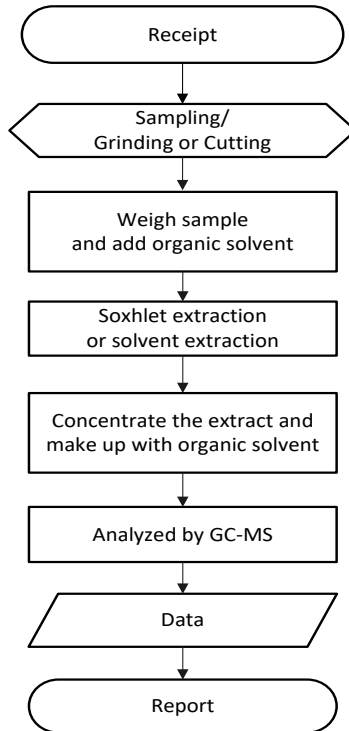 Receipt
Sampling/
Grinding or Cutting
Weigh sample
and add organic solvent
Soxhlet extraction
or solvent extraction
Concentrate the extract and
make up with organic solvent
Analyzed by GC-MS
Data
Report